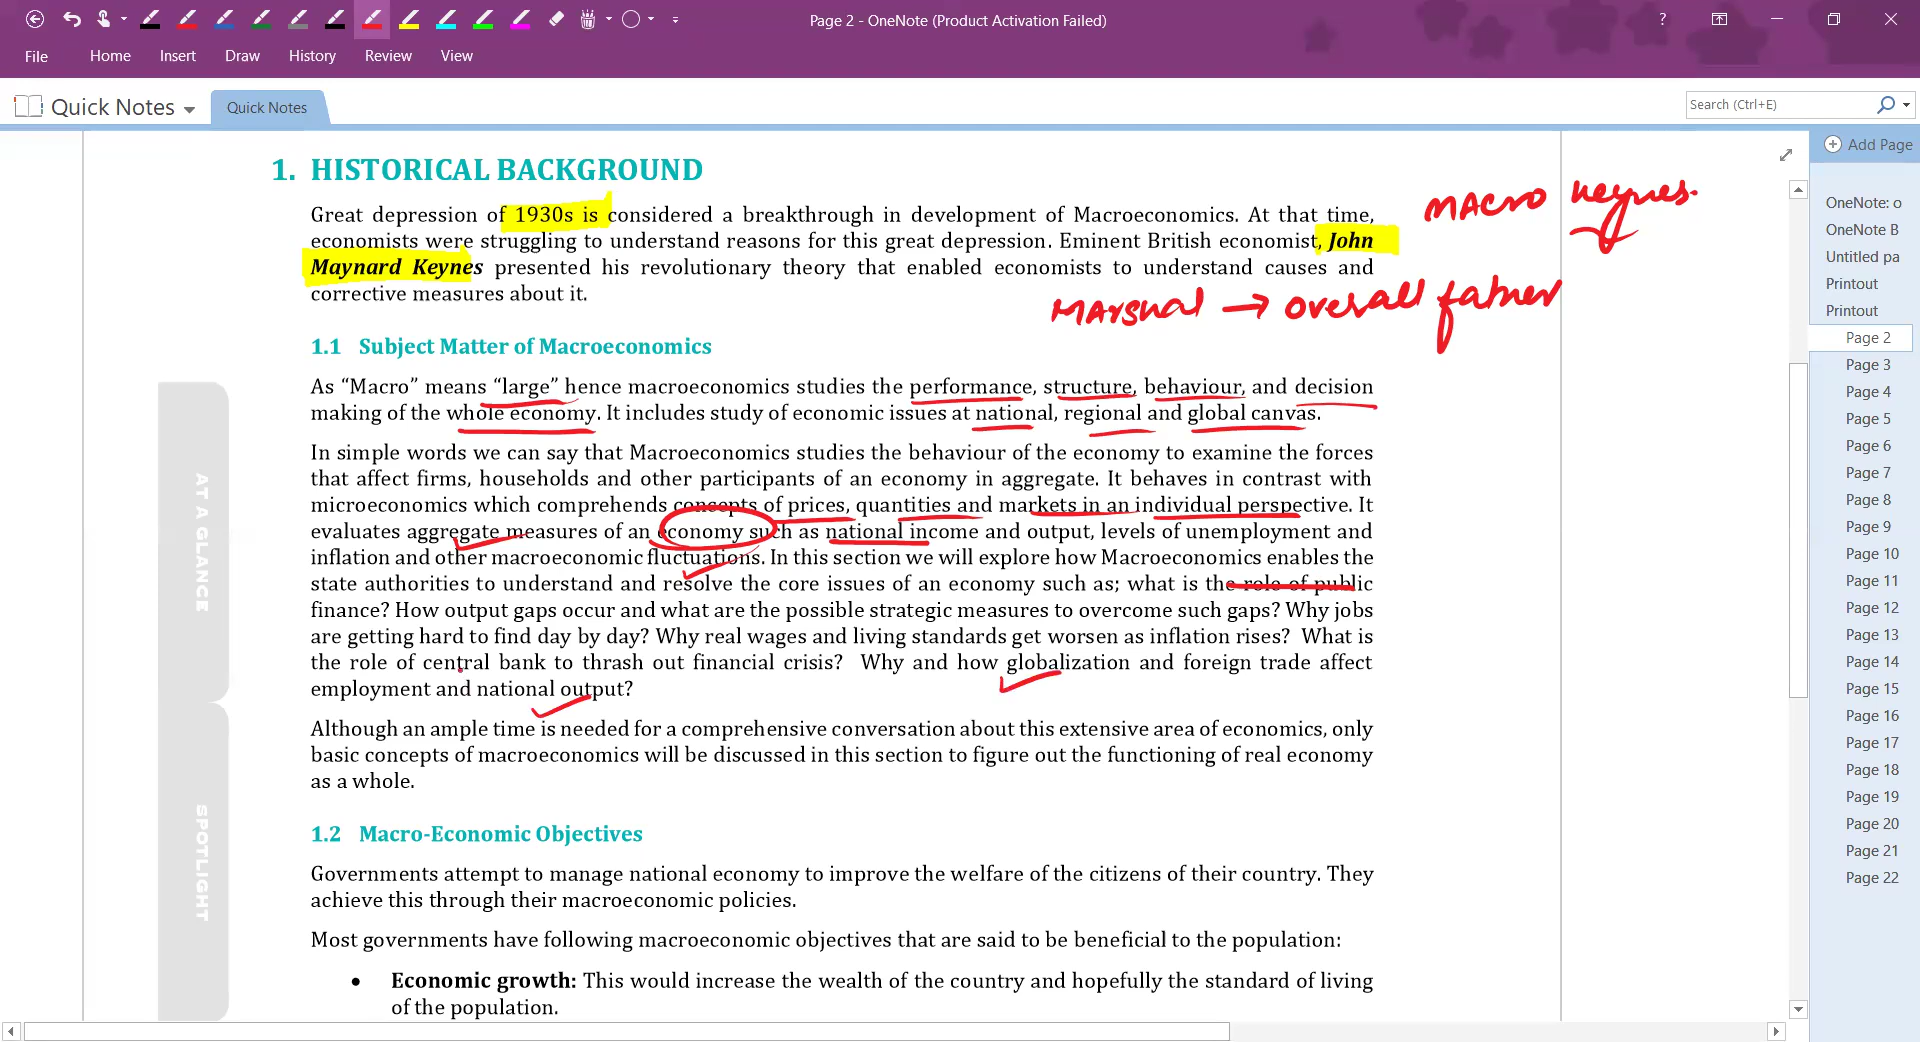 Page 2 - OneNote (Product Activation Failed)
?
File Home Insert Draw History Review View
Quick Notes
Quick Notes
Search (Ctrl+E)
Add Page
1. HISTORICAL BACKGROUND
Great depression of 1930s is considered a breakthrough in development of Macroeconomics. At that time,
economists were struggling to understand reasons for this great depression. Eminent British economist, John
Maynard Keynes presented his revolutionary theory that enabled economists to understand causes and
corrective measures about it.
Macro Keynes.
Marshal → overall father
1.1 Subject Matter of Macroeconomics
As “Macro” means “large” hence macroeconomics studies the performance, structure, behaviour, and decision
making of the whole economy. It includes study of economic issues at national, regional and global canvas.
In simple words we can say that Macroeconomics studies the behaviour of the economy to examine the forces
that affect firms, households and other participants of an economy in aggregate. It behaves in contrast with
microeconomics which comprehends concepts of prices, quantities and markets in an individual perspective. It
evaluates aggregate measures of an economy such as national income and output, levels of unemployment and
inflation and other macroeconomic fluctuations. In this section we will explore how Macroeconomics enables the
state authorities to understand and resolve the core issues of an economy such as; what is the role of public
finance? How output gaps occur and what are the possible strategic measures to overcome such gaps? Why jobs
are getting hard to find day by day? Why real wages and living standards get worsen as inflation rises? What is
the role of central bank to thrash out financial crisis? Why and how globalization and foreign trade affect
employment and national output?
Although an ample time is needed for a comprehensive conversation about this extensive area of economics, only
basic concepts of macroeconomics will be discussed in this section to figure out the functioning of real economy
as a whole.
1.2 Macro-Economic Objectives
Governments attempt to manage national economy to improve the welfare of the citizens of their country. They
achieve this through their macroeconomic policies.
Most governments have following macroeconomic objectives that are said to be beneficial to the population:
• Economic growth: This would increase the wealth of the country and hopefully the standard of living
of the population.
AT A GLANCE
SPOTLIGHT
OneNote: o
OneNote B
Untitled pa
Printout
Printout
Page 2
Page 3
Page 4
Page 5
Page 6
Page 7
Page 8
Page 9
Page 10
Page 11
Page 12
Page 13
Page 14
Page 15
Page 16
Page 17
Page 18
Page 19
Page 20
Page 21
Page 22